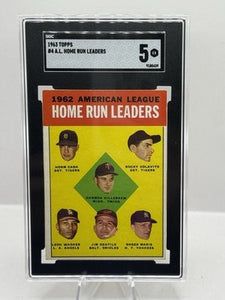 SGC
1963 TOPPS
#4 A.L. HOME RUN LEADERS
5
EX
1962 AMERICAN LEAGUE
HOME RUN LEADERS
NORM CASH
DET. TIGERS
ROCKY COLAVITO
DET. TIGERS
HARMON KILLEBREW
MINN. TWINS
LEON WAGNER
L. A. ANGELS
JIM GENTILE
BALT. ORIOLES
ROGER MARIS
N. Y. YANKEES